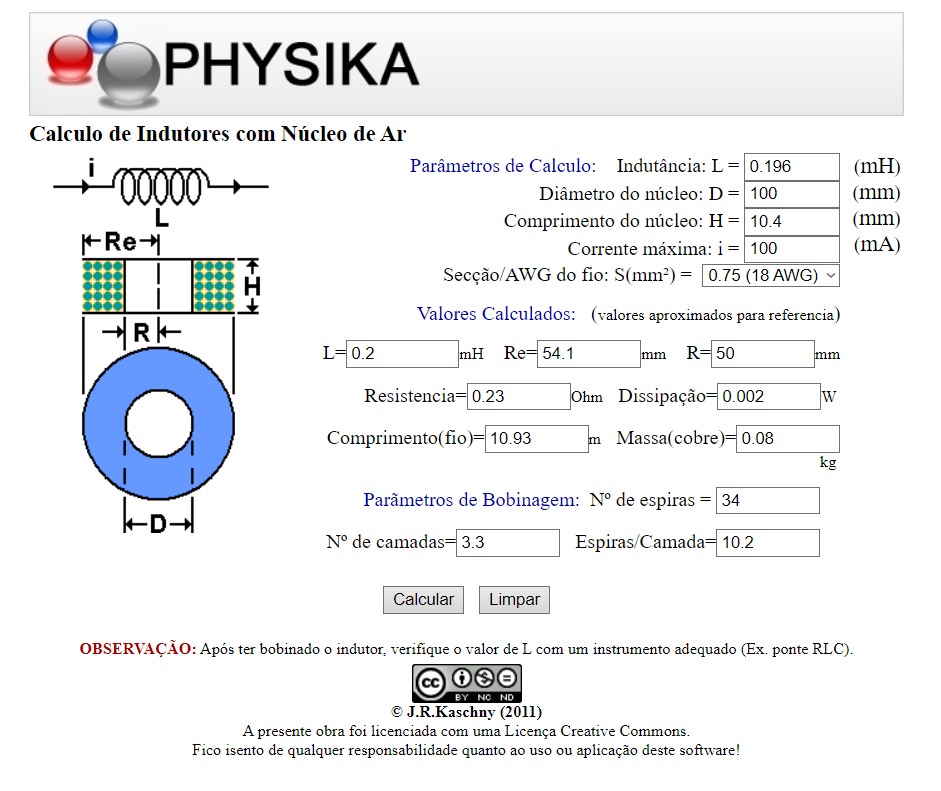 PHYSIKA
Calculo de Indutores com Núcleo de Ar
i
L
Re
H
R
D
Parâmetros de Calculo: Indutância: L = 0.196 (mH)
Diâmetro do núcleo: D = 100 (mm)
Comprimento do núcleo: H = 10.4 (mm)
Corrente máxima: i = 100 (mA)
Secção/AWG do fio: S(mm²) = 0.75 (18 AWG)
Valores Calculados: (valores aproximados para referencia)
L= 0.2 mH Re= 54.1 mm R= 50 mm
Resistencia= 0.23 Ohm Dissipação= 0.002 W
Comprimento(fio)= 10.93 m Massa(cobre)= 0.08
kg
Parãmetros de Bobinagem: Nº de espiras = 34
Nº de camadas= 3.3 Espiras/Camada= 10.2
Calcular Limpar
OBSERVAÇÃO: Após ter bobinado o indutor, verifique o valor de L com um instrumento adequado (Ex. ponte RLC).
cc BY NC ND
© J.R.Kaschny (2011)
A presente obra foi licenciada com uma Licença Creative Commons.
Fico isento de qualquer responsabilidade quanto ao uso ou aplicação deste software!